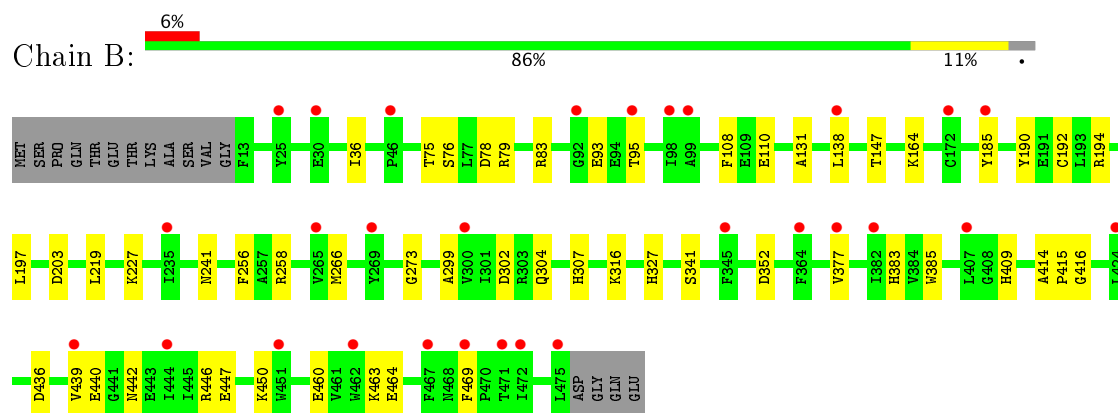 6%
Chain B:
86% 11% .
MET SER PRO GLN THR GLU THR LYS ALA SER VAL GLY F13 Y25 E30 I36 P46 T75 S76 L77 D78 R79 R83 G92 E93 E94 T95 I98 A99 F108 E109 E110 A131 L138 T147 K164 C172 Y185 Y190 E191 C192 L193 R194
L197 D203 L219 K227 I235 N241 F256 A257 R258 V265 M266 Y269 G273 A299 V300 I301 D302 R303 Q304 H307 K316 H327 S341 F345 D352 F364 V377 I382 H383 V384 W385 L407 G408 H409 A414 P415 G416 L424
D436 V439 E440 G441 N442 E443 I444 I445 R446 E447 K450 W451 E460 V461 W462 K463 E464 F467 N468 F469 P470 T471 I472 L475 ASP GLY GLN GLU